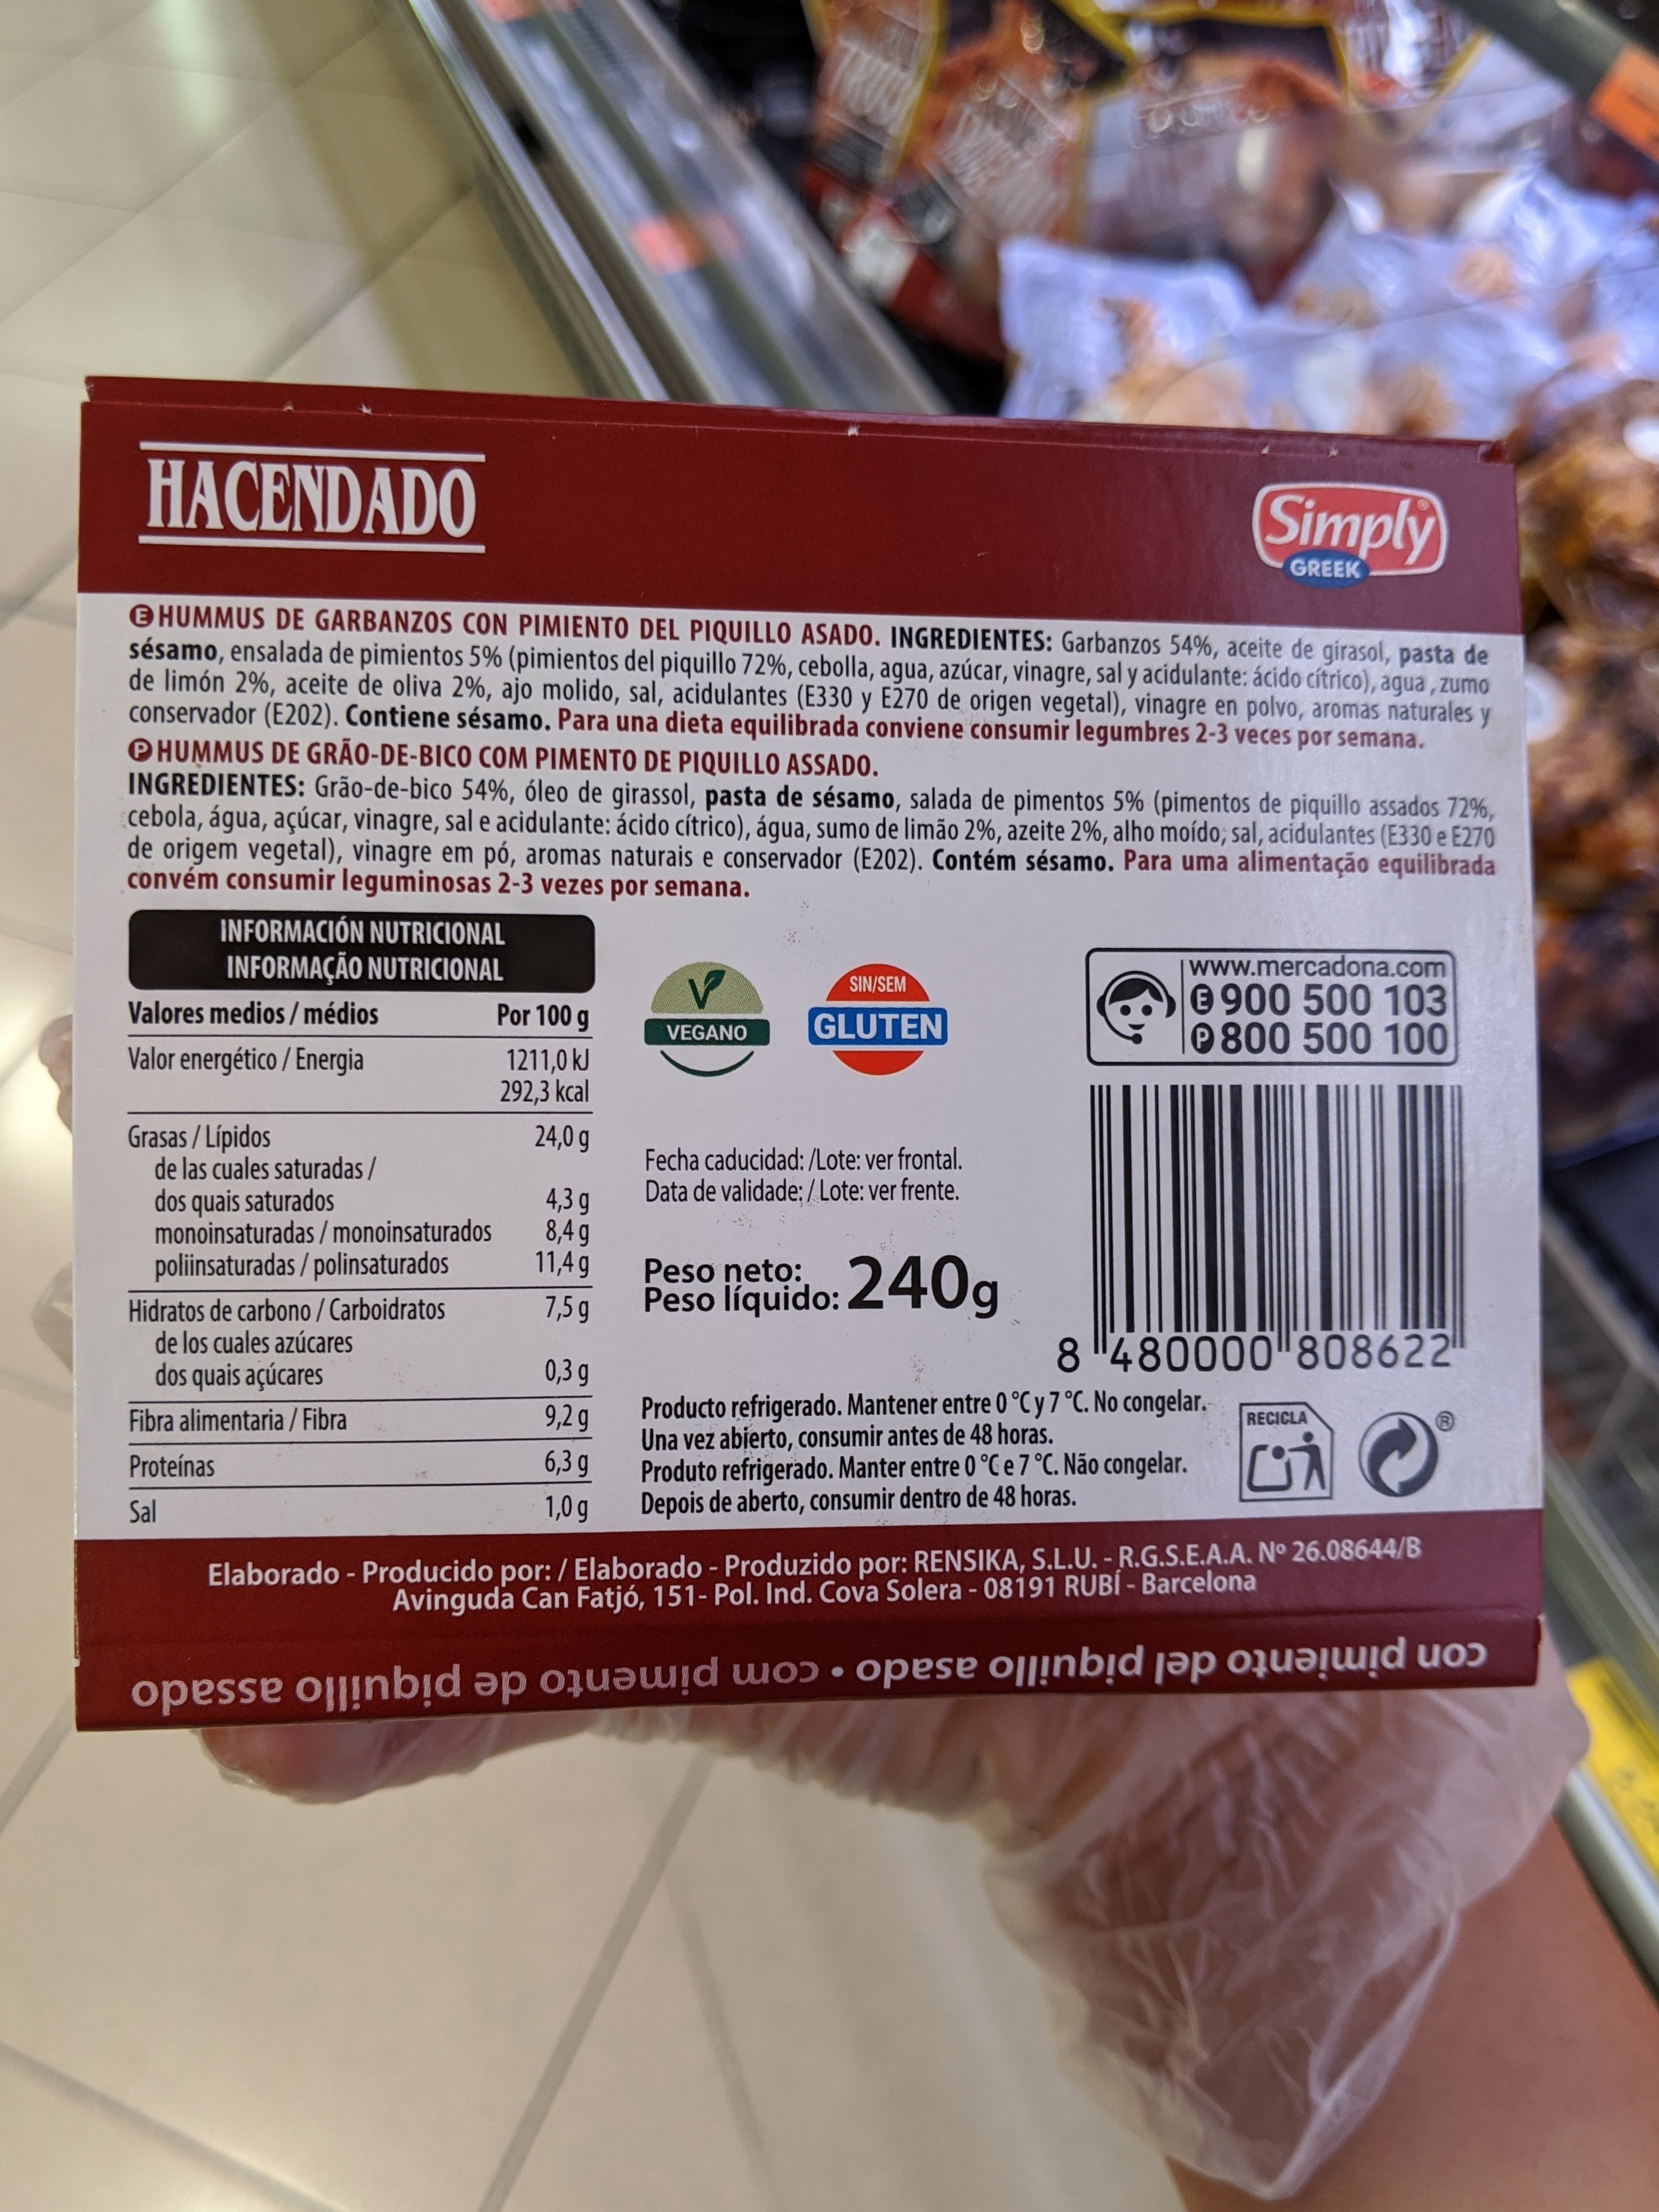 HACENDADO
Simply®
GREEK
E HUMMUS DE GARBANZOS CON PIMIENTO DEL PIQUILLO ASADO. INGREDIENTES: Garbanzos 54%, aceite de girasol, pasta de
sésamo, ensalada de pimientos 5% (pimientos del piquillo 72%, cebolla, agua, azúcar, vinagre, sal y acidulante: ácido cítrico), agua, zumo
de limón 2%, aceite de oliva 2%, ajo molido, sal, acidulantes (E330 y E270 de origen vegetal), vinagre en polvo, aromas naturales y
conservador (E202). Contiene sésamo. Para una dieta equilibrada conviene consumir legumbres 2-3 veces por semana.
P HUMMUS DE GRÃO-DE-BICO COM PIMENTO DE PIQUILLO ASSADO.
INGREDIENTES: Grão-de-bico 54%, óleo de girassol, pasta de sésamo, salada de pimentos 5% (pimentos de piquillo assados 72%,
cebola, água, açúcar, vinagre, sal e acidulante: ácido cítrico), água, sumo de limão 2%, azeite 2%, alho moído, sal, acidulantes (E330 e E270
de origem vegetal), vinagre em pó, aromas naturais e conservador (E202). Contém sésamo. Para uma alimentação equilibrada
convém consumir leguminosas 2-3 vezes por semana.
INFORMACIÓN NUTRICIONAL
INFORMAÇÃO NUTRICIONAL
Valores medios / médios Por 100 g
Valor energético / Energia 1211,0 kJ
292,3 kcal
Grasas / Lípidos 24,0 g
de las cuales saturadas /
dos quais saturados 4,3 g
monoinsaturadas / monoinsaturados 8,4 g
poliinsaturadas / polinsaturados 11,4 g
Hidratos de carbono / Carboidratos 7,5 g
de los cuales azúcares
dos quais açúcares 0,3 g
Fibra alimentaria / Fibra 9,2 g
Proteínas 6,3 g
Sal 1,0 g
V
VEGANO
SIN/SEM
GLUTEN
www.mercadona.com
E 900 500 103
P 800 500 100
Fecha caducidad: /Lote: ver frontal.
Data de validade: / Lote: ver frente.
Peso neto:
Peso líquido: 240g
8 480000 808622
Producto refrigerado. Mantener entre 0 °C y 7 °C. No congelar.
Una vez abierto, consumir antes de 48 horas.
Produto refrigerado. Manter entre 0 °C e 7 °C. Não congelar.
Depois de aberto, consumir dentro de 48 horas.
RECICLA
®
Elaborado - Producido por: / Elaborado - Produzido por: RENSIKA, S.L.U. - R.G.S.E.A.A. Nº 26.08644/B
Avinguda Can Fatjó, 151- Pol. Ind. Cova Solera - 08191 RUBÍ - Barcelona
con pimiento del piquillo asado • com pimento de piquillo assado